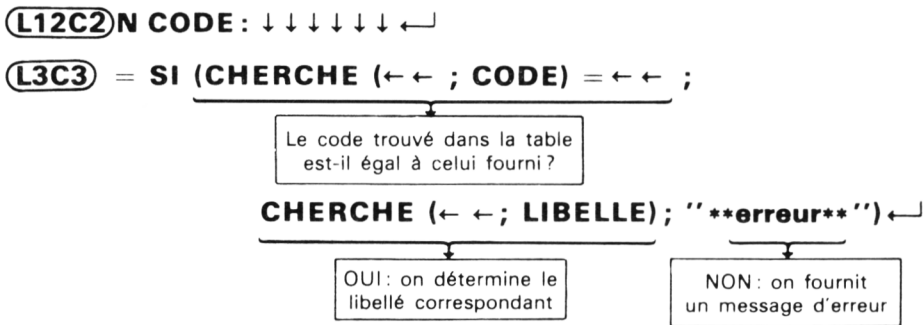 L12C2 N CODE : ↓ ↓ ↓ ↓ ↓ ↓ ↵
L3C3 = SI (CHERCHE (← ← ; CODE) = ← ← ;
Le code trouvé dans la table
est-il égal à celui fourni ?
CHERCHE (← ← ; LIBELLE) ; "**erreur**") ↵
OUI : on détermine le
libellé correspondant
NON : on fournit
un message d'erreur